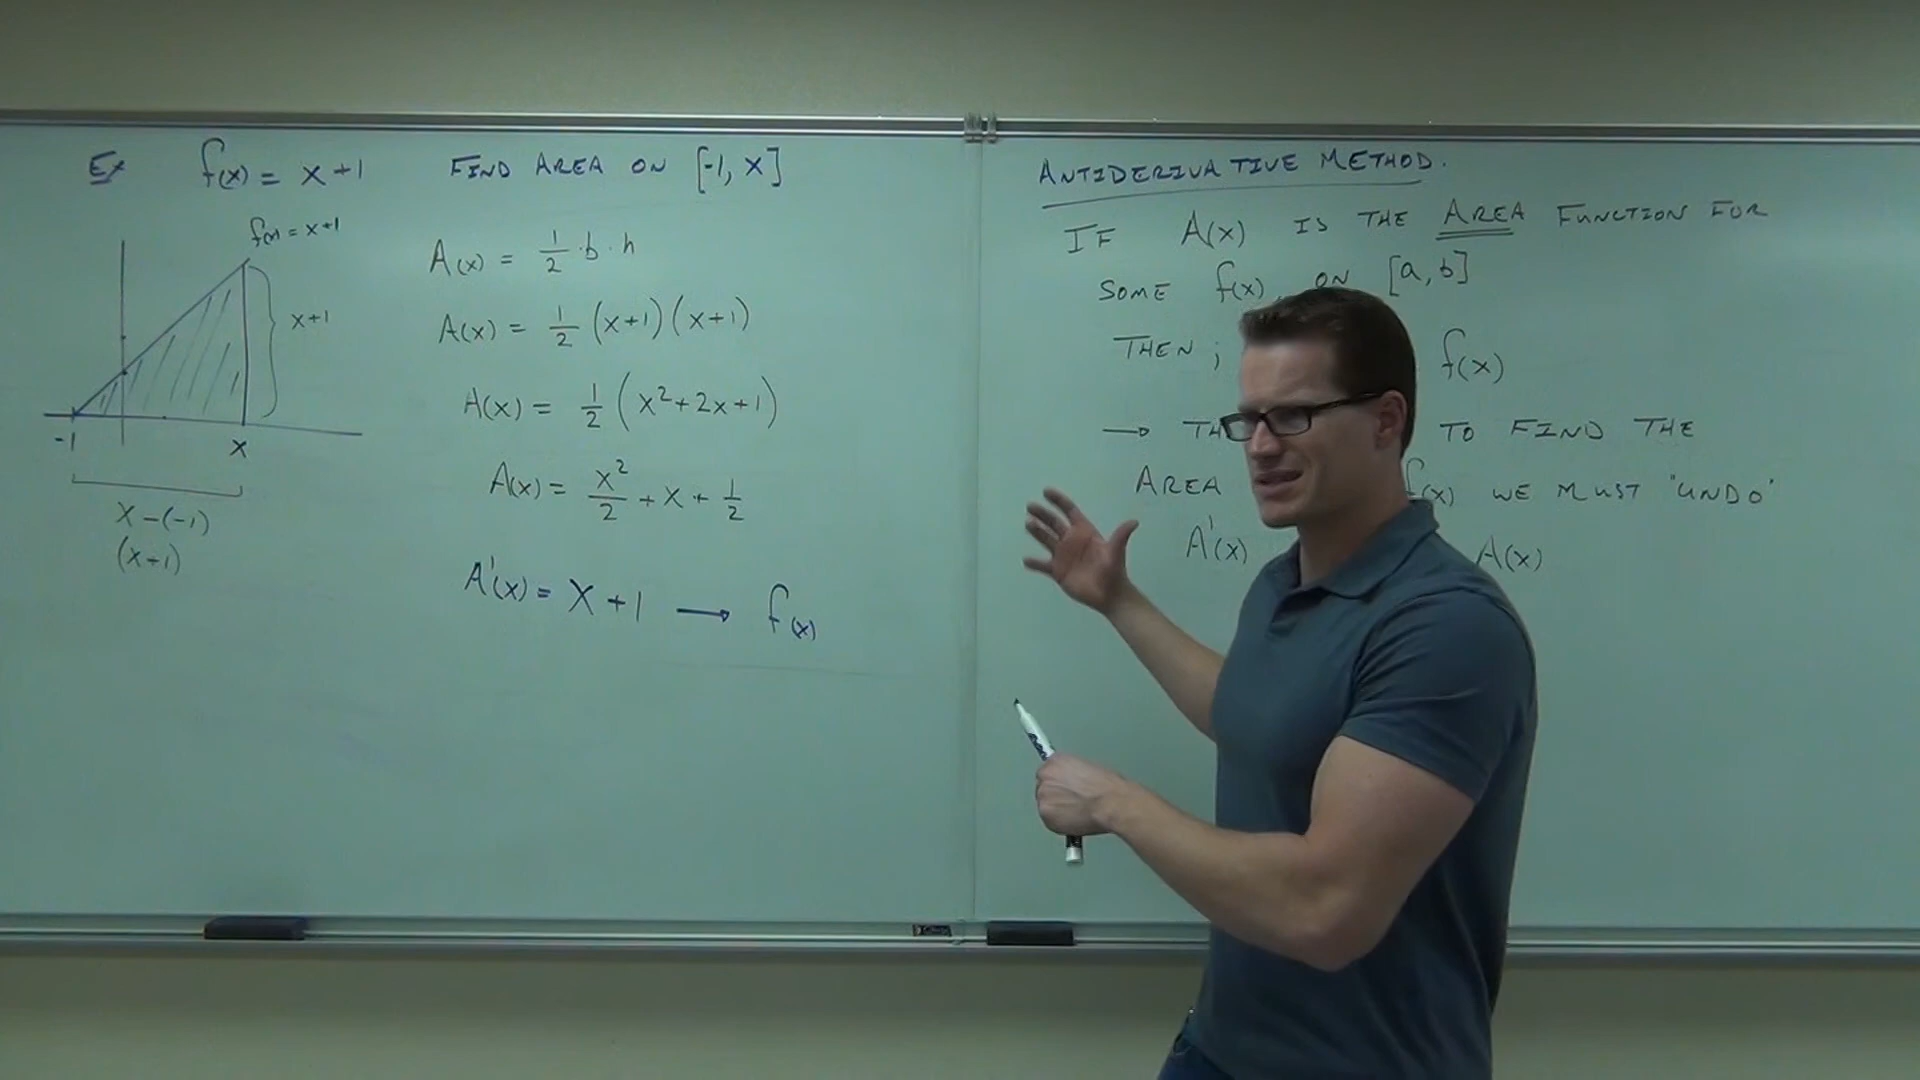 Ex f(x) = x+1 FIND AREA ON [-1, x]
f(x) = x+1
x+1
-1 x
x-(-1)
(x+1)
A(x) = 1/2 · b · h
A(x) = 1/2 (x+1)(x+1)
A(x) = 1/2 (x²+2x+1)
A(x) = x²/2 + x + 1/2
A'(x) = x+1 → f(x)
ANTIDERIVATIVE METHOD.
IF A(x) IS THE AREA FUNCTION FOR
SOME f(x), ON [a, b]
THEN; f(x)
→ TO FIND THE
AREA f(x) WE MUST "UNDO"
A'(x) A(x)